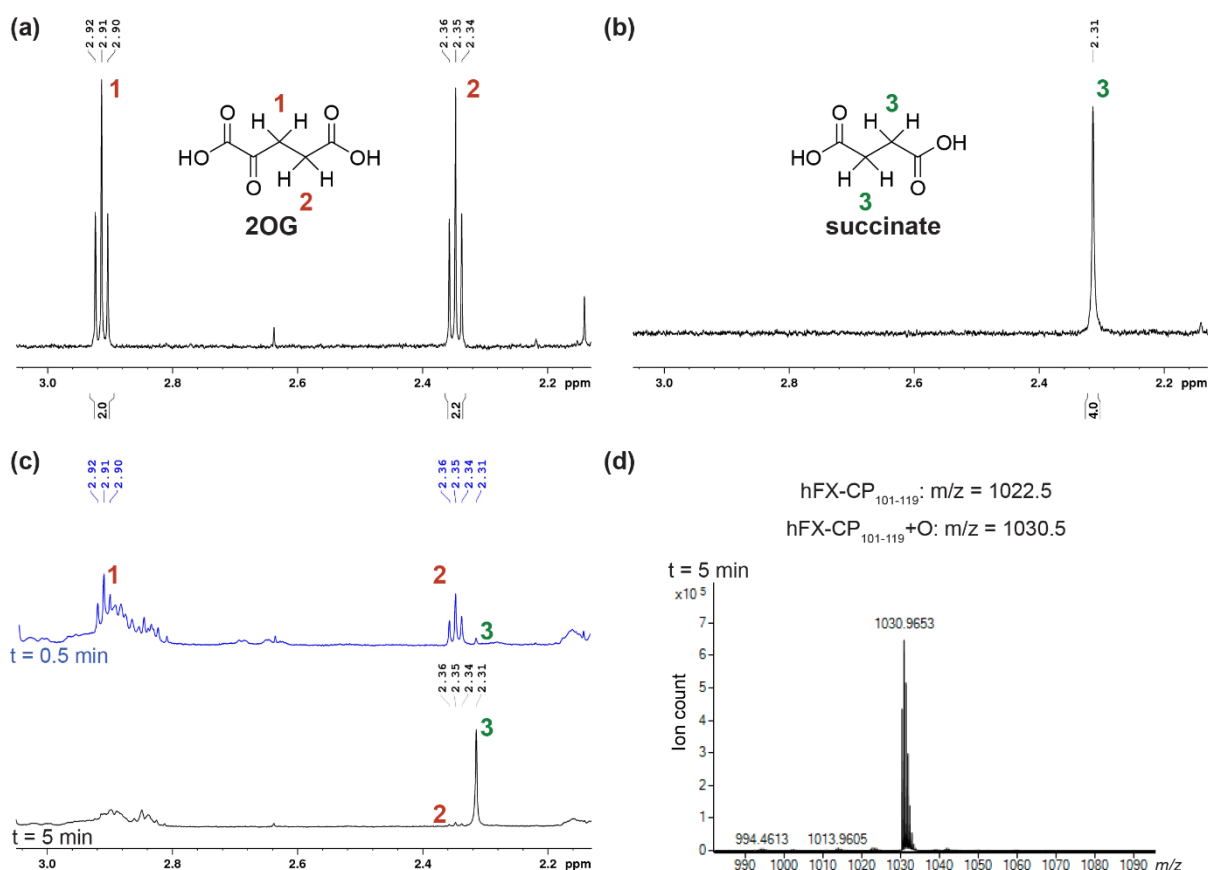 (a)
2.92
2.91
2.90
2.36
2.35
2.34
1
2
O
1
O
H H
HO
OH
O
H H
2
2OG
3.0 2.8 2.6 2.4 2.2 ppm
2.0
2.2
(b)
2.31
3
3
O
H H
OH
HO
H H
O
3
succinate
3.0 2.8 2.6 2.4 2.2 ppm
4.0
(c)
2.92
2.91
2.90
2.36
2.35
2.34
2.31
1
2
3
t = 0.5 min
2.36
2.35
2.34
2.31
3
2
t = 5 min
3.0 2.8 2.6 2.4 2.2 ppm
(d)
hFX-CP101-119: m/z = 1022.5
hFX-CP101-119+O: m/z = 1030.5
t = 5 min
x10 5
1030.9653
7
6
5
4
3
2
1
0
Ion count
994.4613
1013.9605
990 1000 1010 1020 1030 1040 1050 1060 1070 1080 1090 m/z